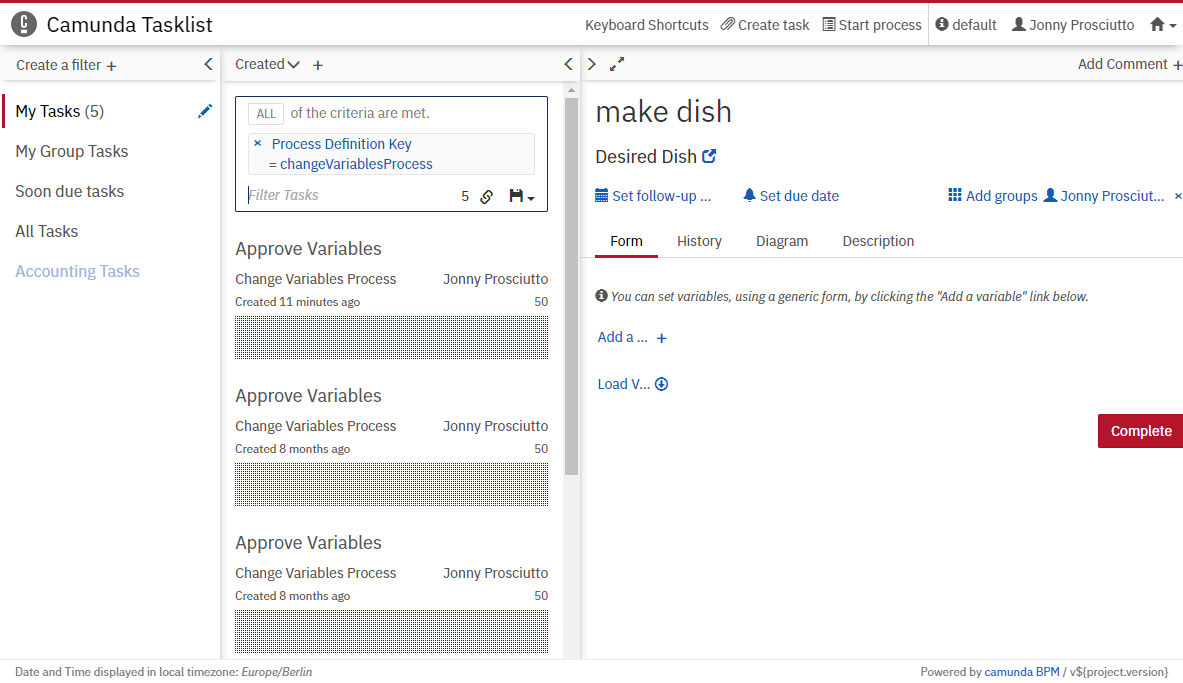 Camunda Tasklist
Keyboard Shortcuts Create task Start process default Jonny Prosciutto
Create a filter +
My Tasks (5)
My Group Tasks
Soon due tasks
All Tasks
Accounting Tasks
Created +
ALL of the criteria are met.
× Process Definition Key
= changeVariablesProcess
Filter Tasks 5
Approve Variables
Change Variables Process Jonny Prosciutto
Created 11 minutes ago 50
Approve Variables
Change Variables Process Jonny Prosciutto
Created 8 months ago 50
Approve Variables
Change Variables Process Jonny Prosciutto
Created 8 months ago 50
Add Comment +
make dish
Desired Dish
Set follow-up ... Set due date Add groups Jonny Prosciut... ×
Form History Diagram Description
You can set variables, using a generic form, by clicking the "Add a variable" link below.
Add a ... +
Load V...
Complete
Date and Time displayed in local timezone: Europe/Berlin
Powered by camunda BPM / v${project.version}